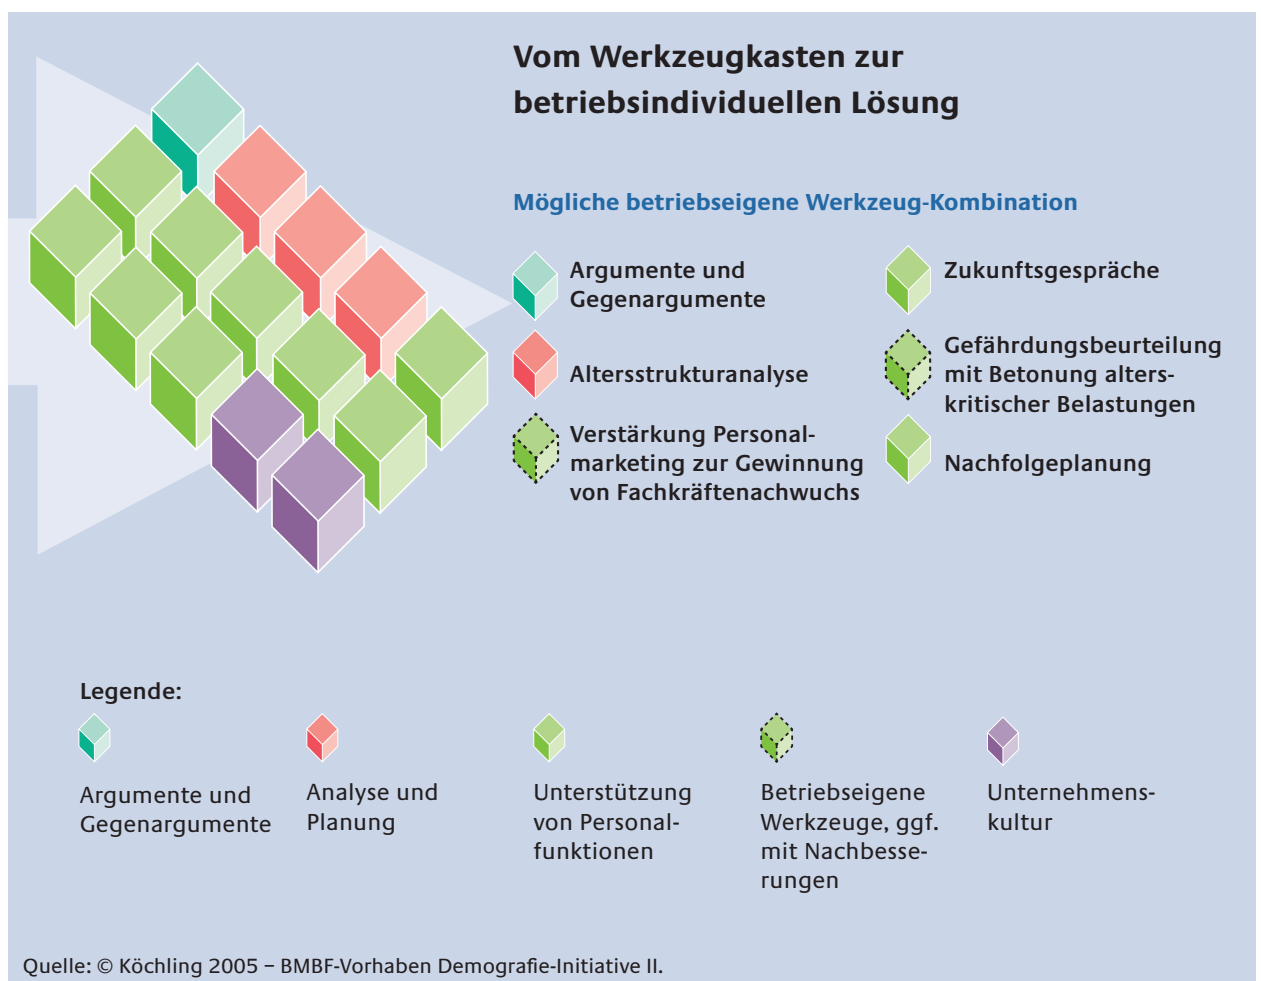 Vom Werkzeugkasten zur
betriebsindividuellen Lösung
Mögliche betriebseigene Werkzeug-Kombination
Argumente und
Gegenargumente
Altersstrukturanalyse
Verstärkung Personal-
marketing zur Gewinnung
von Fachkräftenachwuchs
Zukunftsgespräche
Gefährdungsbeurteilung
mit Betonung alters-
kritischer Belastungen
Nachfolgeplanung
Legende:
Argumente und
Gegenargumente
Analyse und
Planung
Unterstützung
von Personal-
funktionen
Betriebseigene
Werkzeuge, ggf.
mit Nachbesse-
rungen
Unternehmens-
kultur
Quelle: © Köchling 2005 – BMBF-Vorhaben Demografie-Initiative II.